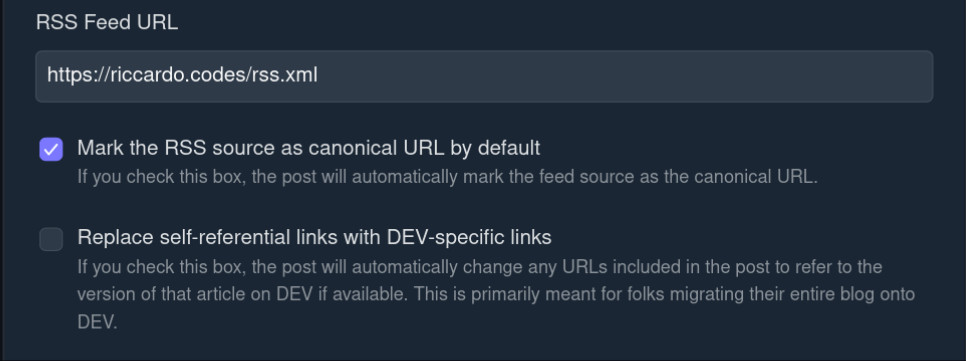 RSS Feed URL
https://riccardo.codes/rss.xml
Mark the RSS source as canonical URL by default
If you check this box, the post will automatically mark the feed source as the canonical URL.
Replace self-referential links with DEV-specific links
If you check this box, the post will automatically change any URLs included in the post to refer to the
version of that article on DEV if available. This is primarily meant for folks migrating their entire blog onto
DEV.